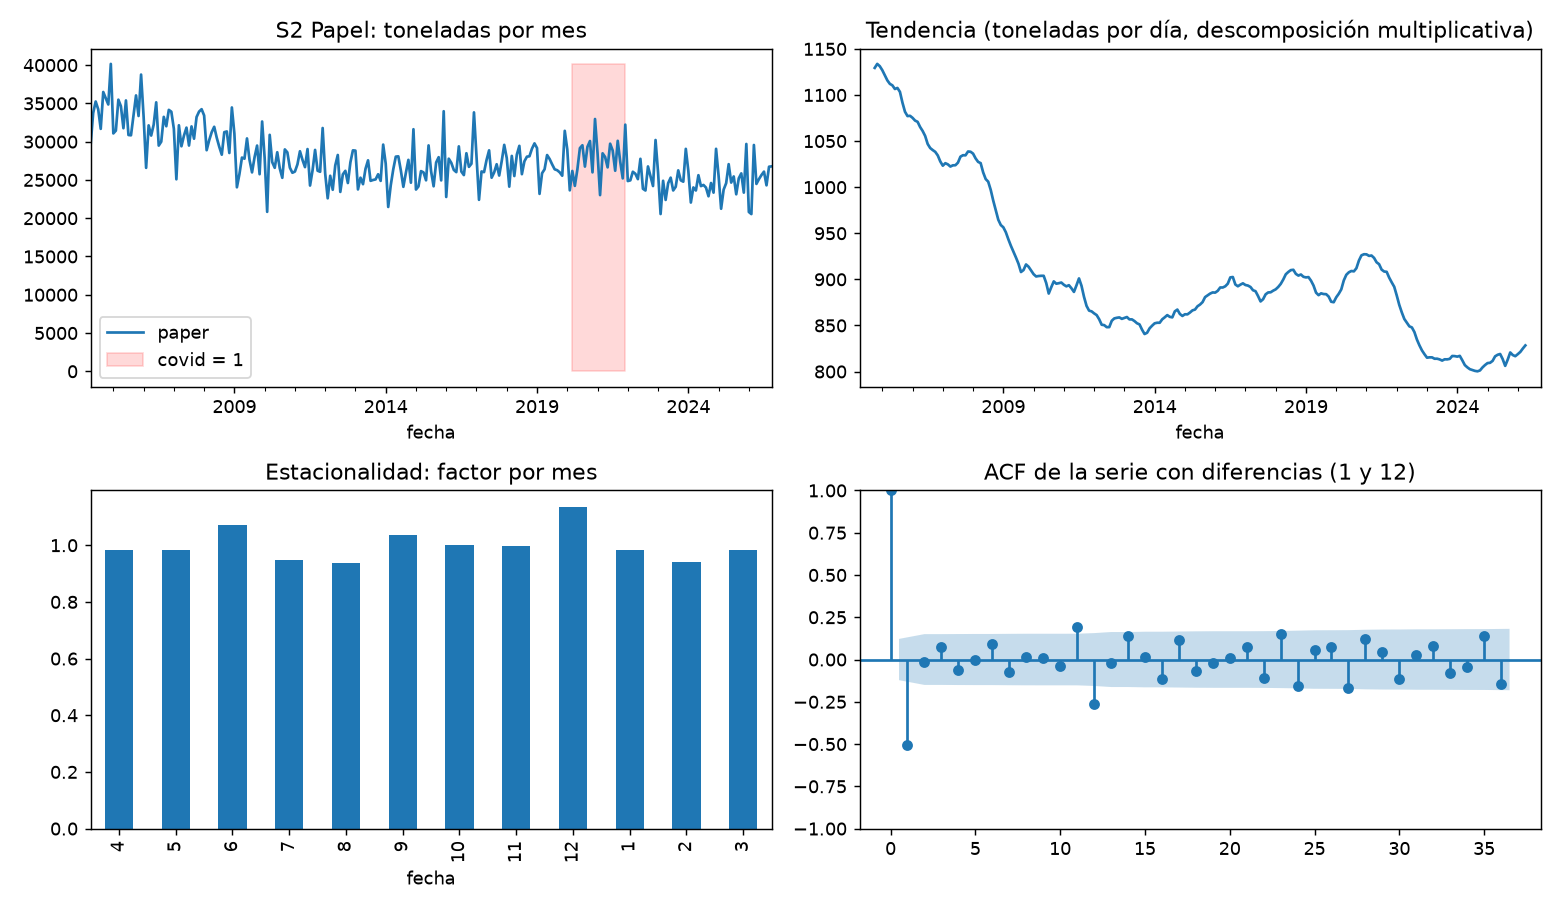 S2 Papel: toneladas por mes
40000
35000
30000
25000
20000
15000
10000
5000
0
paper
covid = 1
2009 2014 2019 2024
fecha
Tendencia (toneladas por día, descomposición multiplicativa)
1150
1100
1050
1000
950
900
850
800
2009 2014 2019 2024
fecha
Estacionalidad: factor por mes
1.0
0.8
0.6
0.4
0.2
0.0
4 5 6 7 8 9 10 11 12 1 2 3
fecha
ACF de la serie con diferencias (1 y 12)
1.00
0.75
0.50
0.25
0.00
−0.25
−0.50
−0.75
−1.00
0 5 10 15 20 25 30 35